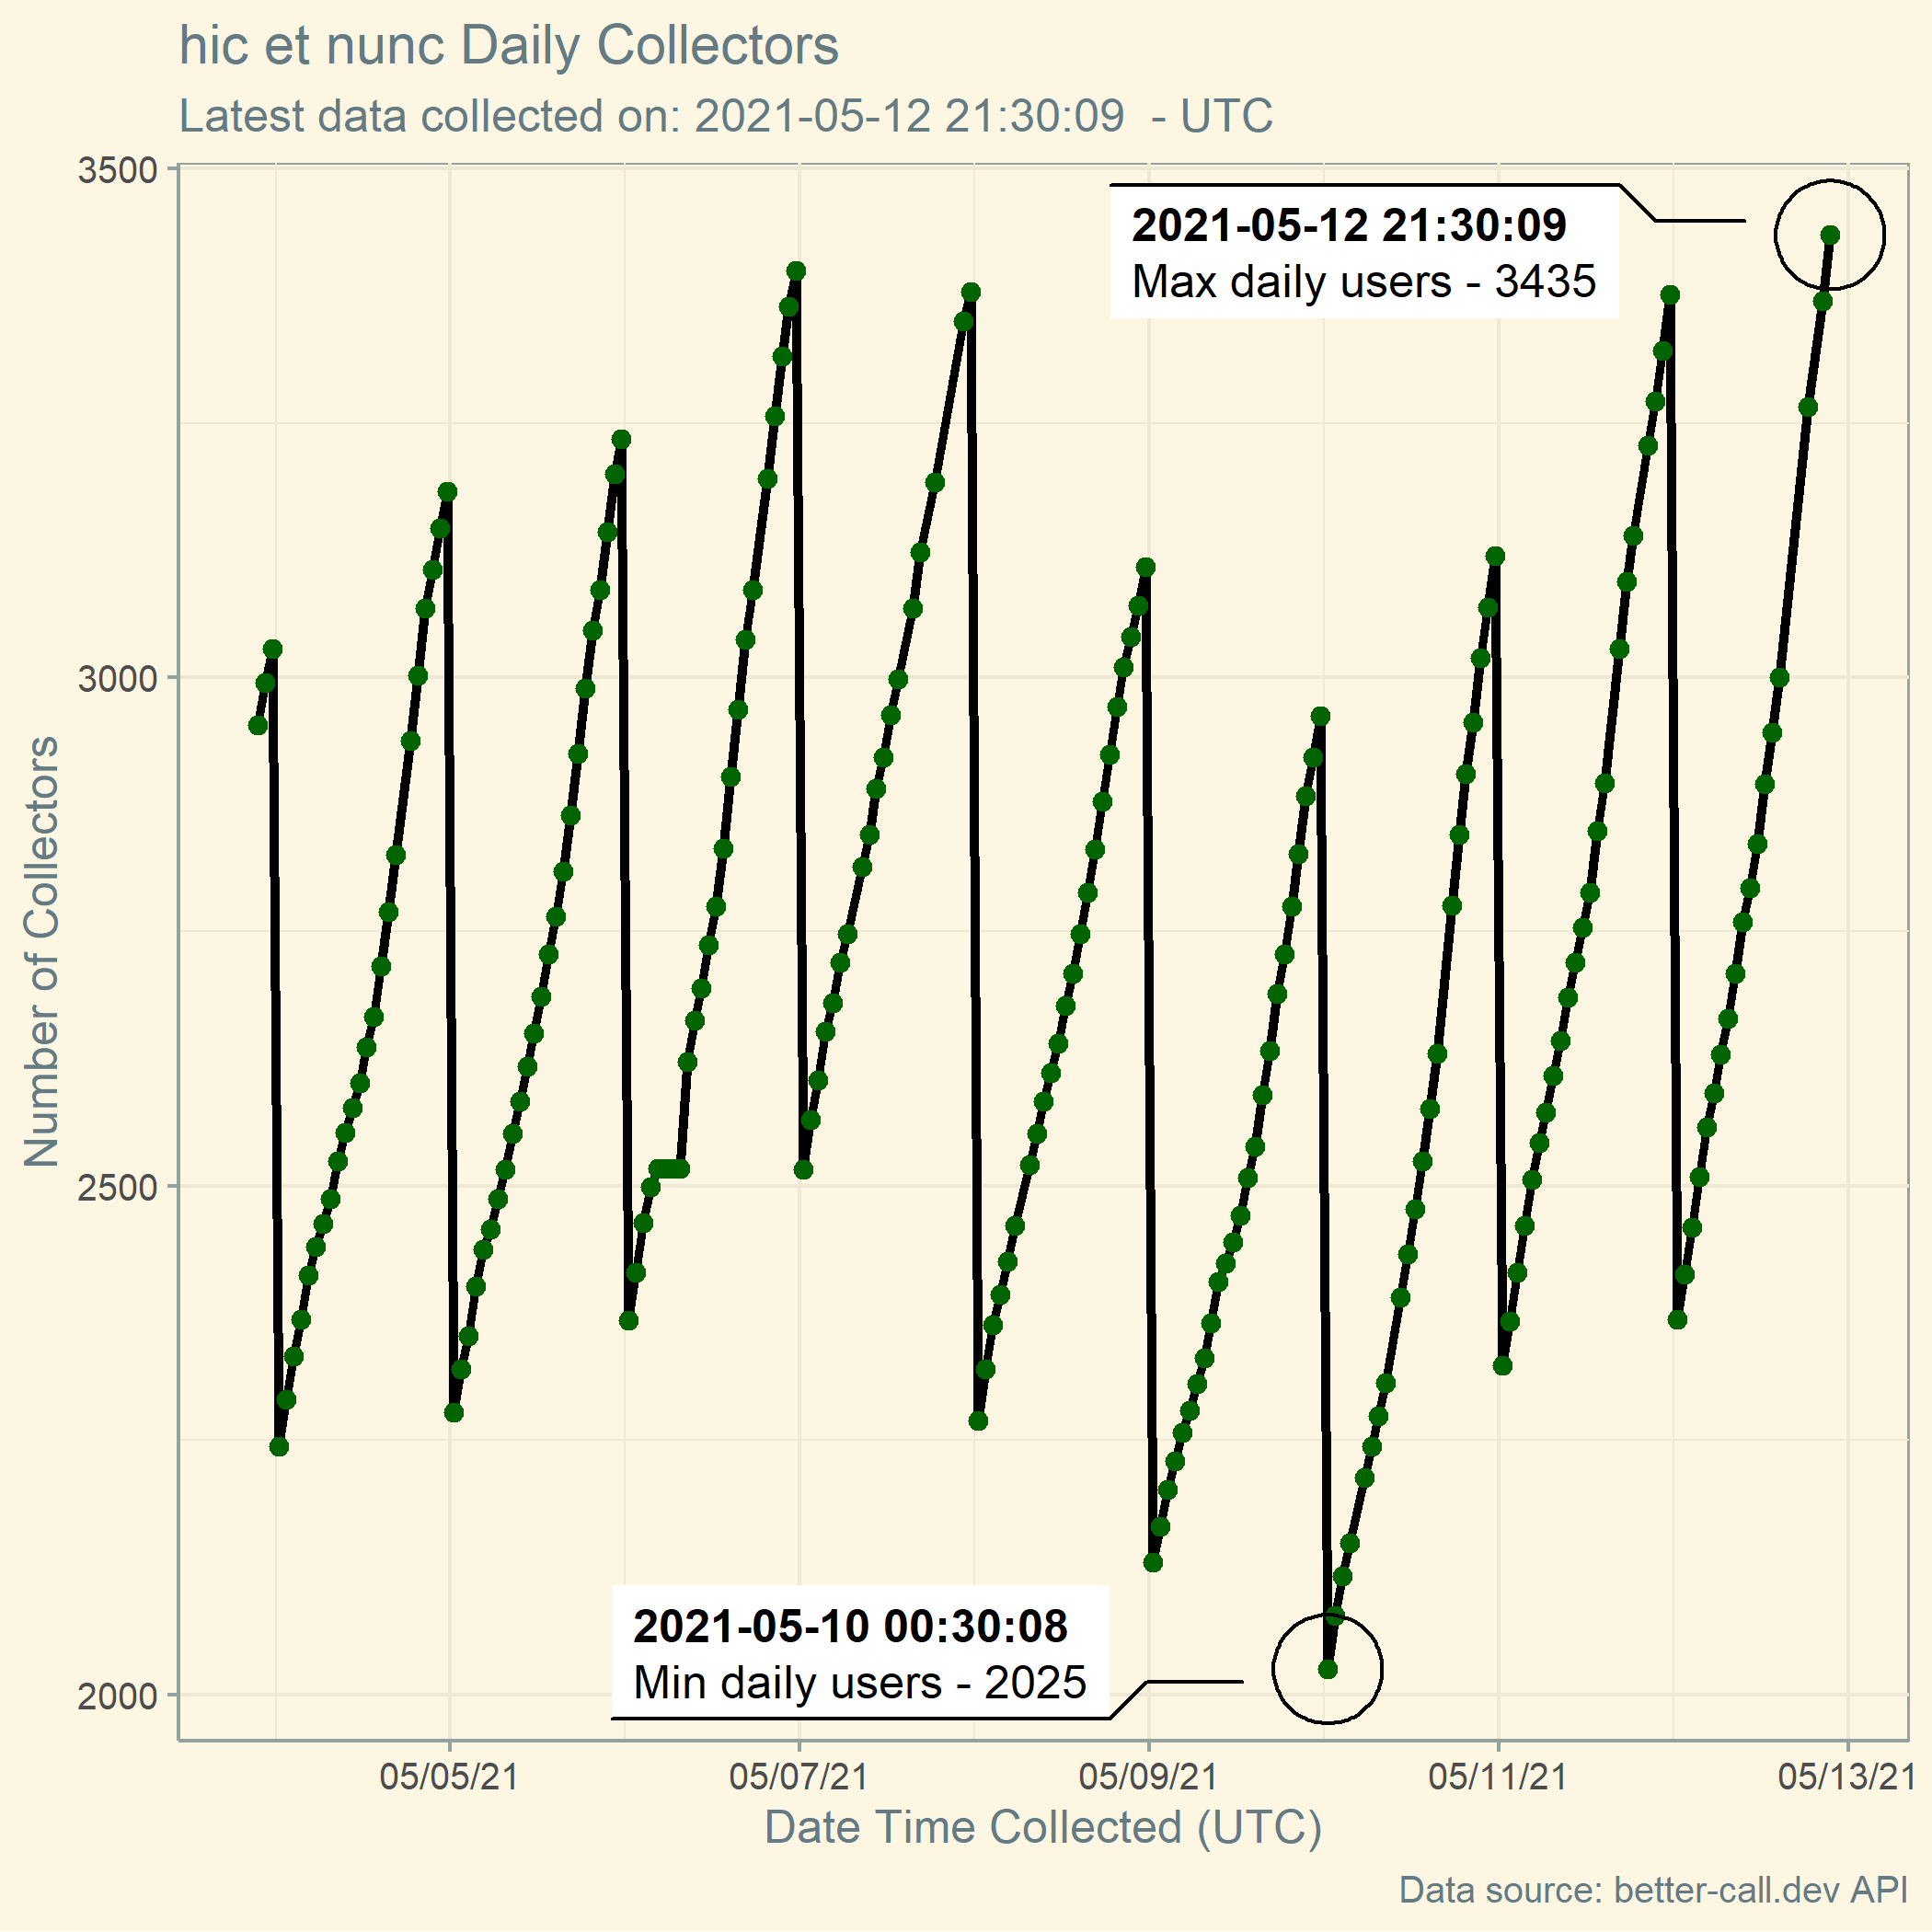 hic et nunc Daily Collectors
Latest data collected on: 2021-05-12 21:30:09  - UTC
3500
3000
2500
2000
Number of Collectors
2021-05-12 21:30:09
Max daily users - 3435
2021-05-10 00:30:08
Min daily users - 2025
05/05/21
05/07/21
05/09/21
05/11/21
05/13/21
Date Time Collected (UTC)
Data source: better-call.dev API